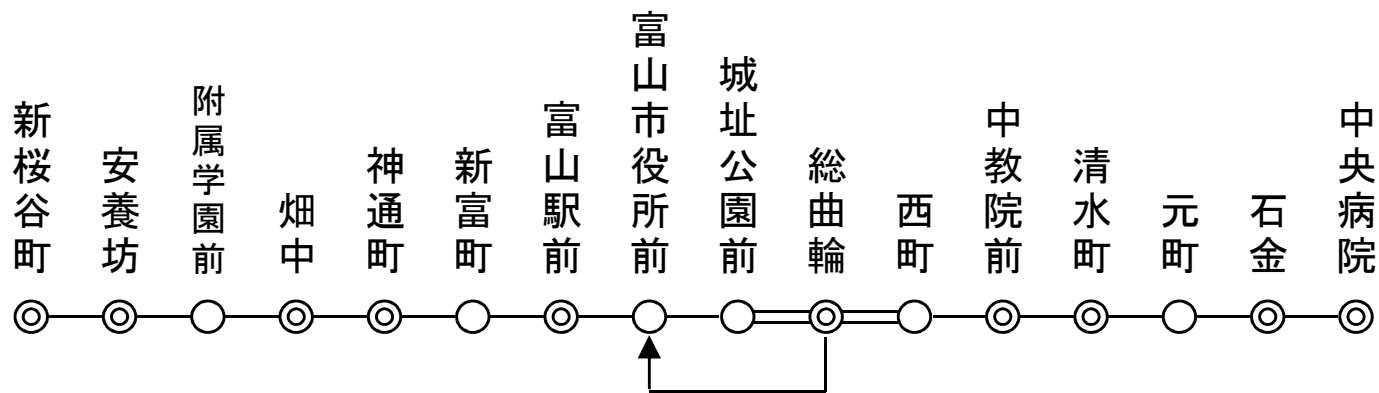 新桜谷町
安養坊
附属学園前
畑中
神通町
新富町
富山駅前
富山市役所前
城址公園前
総曲輪
西町
中教院前
清水町
元町
石金
中央病院